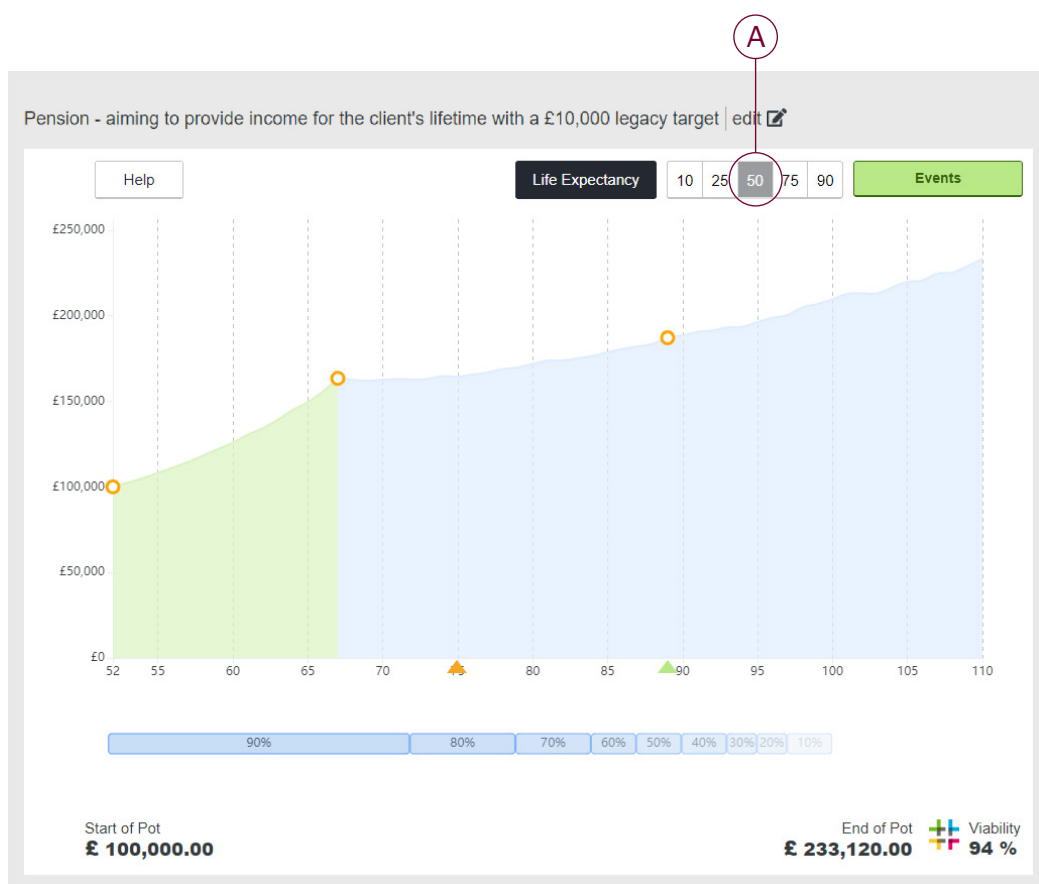 A
Pension - aiming to provide income for the client's lifetime with a £10,000 legacy target edit
Help
Life Expectancy
10 25 50 75 90
Events
£250,000
£200,000
£150,000
£100,000
£50,000
£0
52 55 60 65 70 75 80 85 90 95 100 105 110
90% 80% 70% 60% 50% 40% 30% 20% 10%
Start of Pot
£ 100,000.00
End of Pot
£ 233,120.00
Viability
94 %